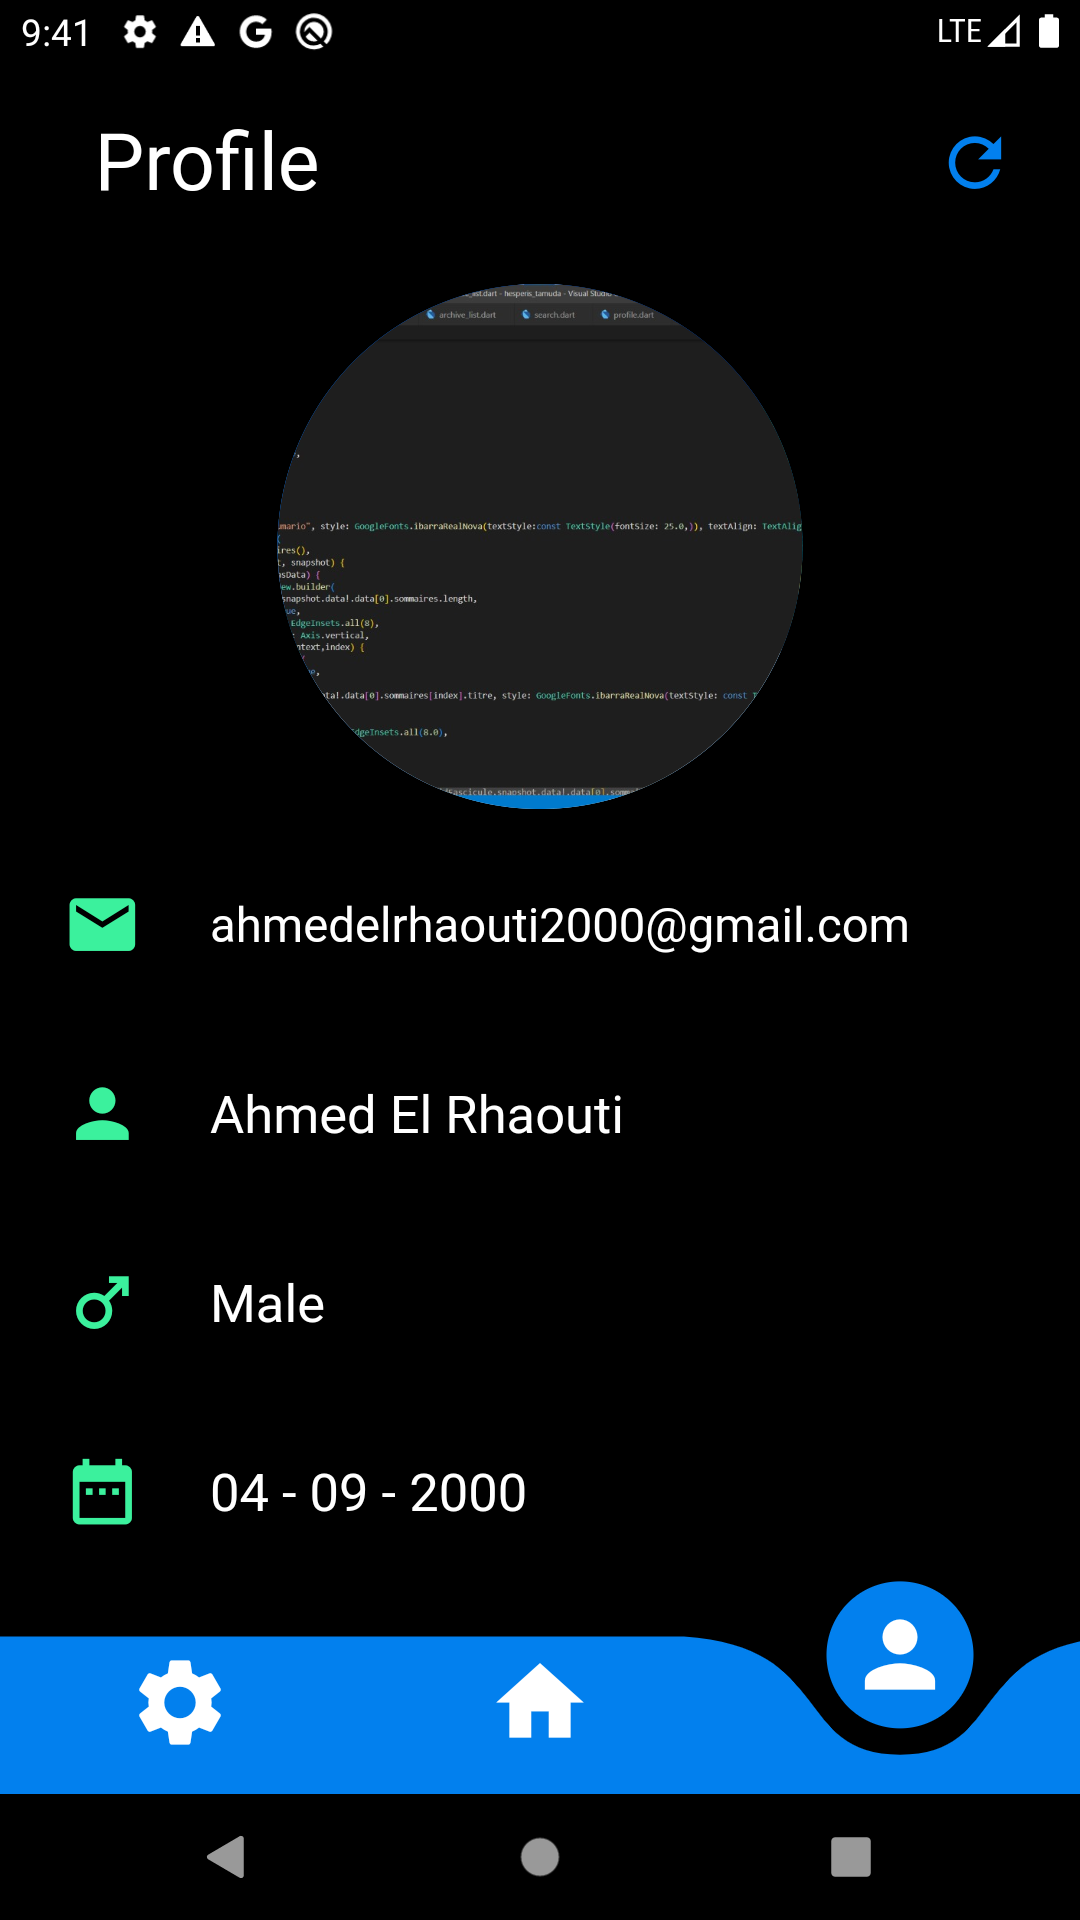 9:41 LTE
Profile
_list.dart - hesperis_tamuda - Visual Studio
archive_list.dart search.dart profile.dart
,
umario", style: GoogleFonts.ibarraRealNova(textStyle:const TextStyle(fontSize: 25.0,)), textAlign: TextAlig
(
ires(),
t, snapshot) {
asData) {
ew.builder(
snapshot.data!.data[0].sommaires.length,
ue,
EdgeInsets.all(8),
: Axis.vertical,
ntext,index) {
(
e,
ta!.data[0].sommaires[index].titre, style: GoogleFonts.ibarraRealNova(textStyle: const T
EdgeInsets.all(8.0),
fascicule.snapshot.data!.data[0].somm
ahmedelrhaouti2000@gmail.com
Ahmed El Rhaouti
Male
04 - 09 - 2000